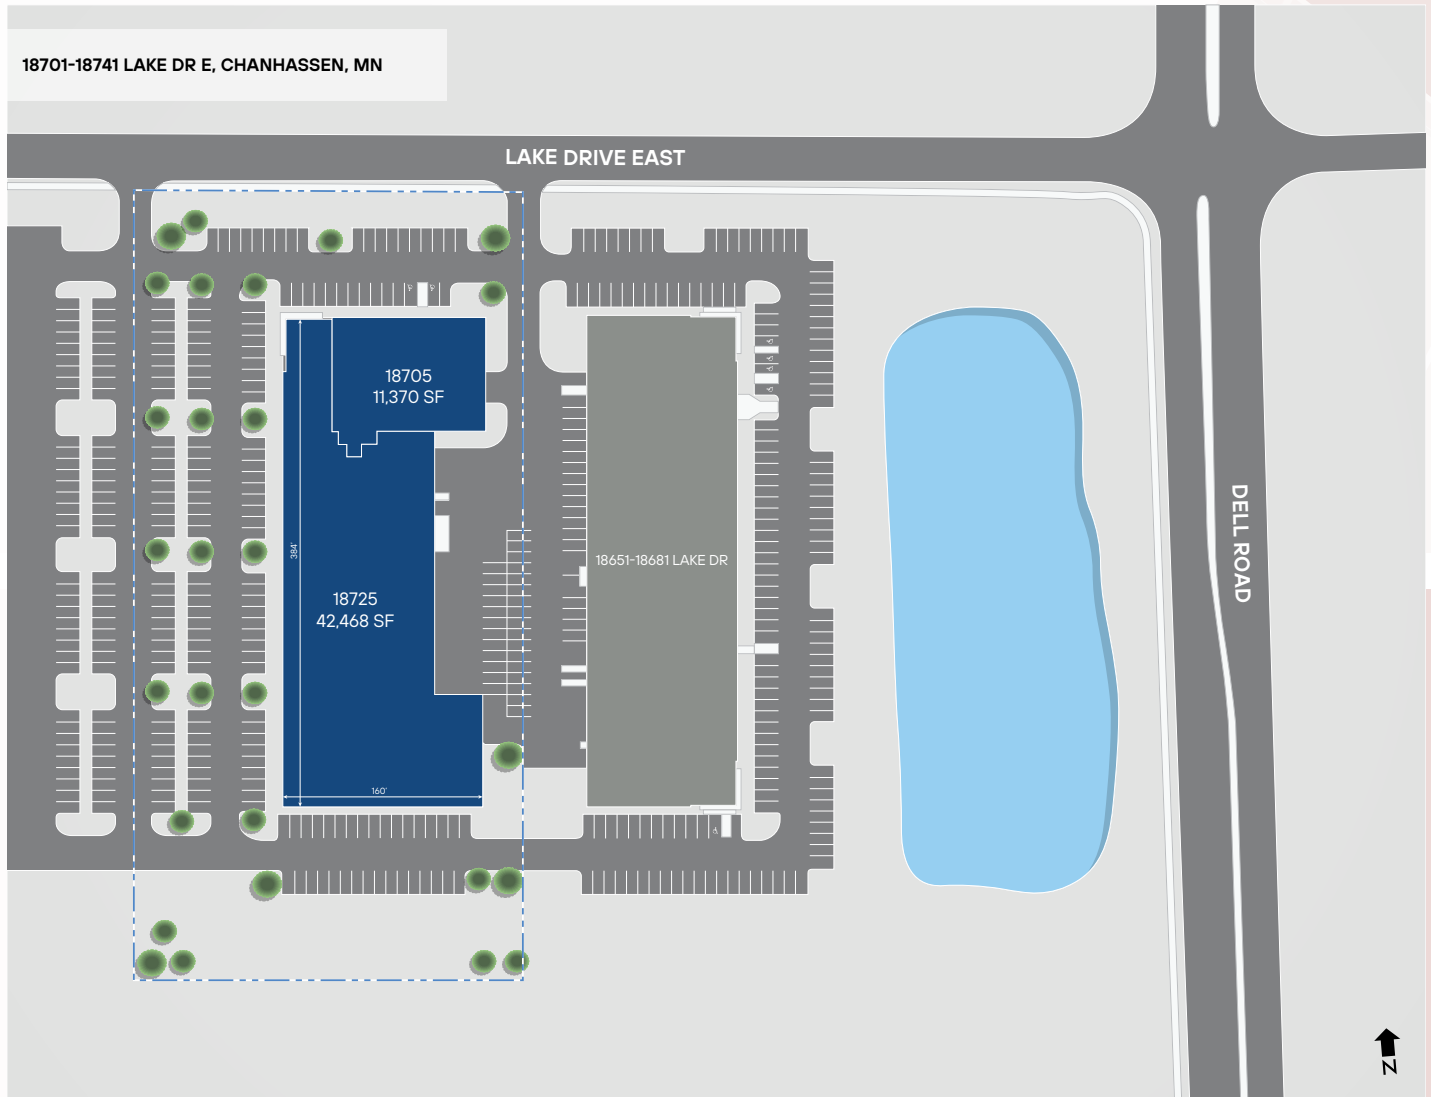 18701-18741 LAKE DR E, CHANHASSEN, MN
LAKE DRIVE EAST
18705
11,370 SF
384'
18651-18681 LAKE DR
DELL ROAD
18725
42,468 SF
160'
N